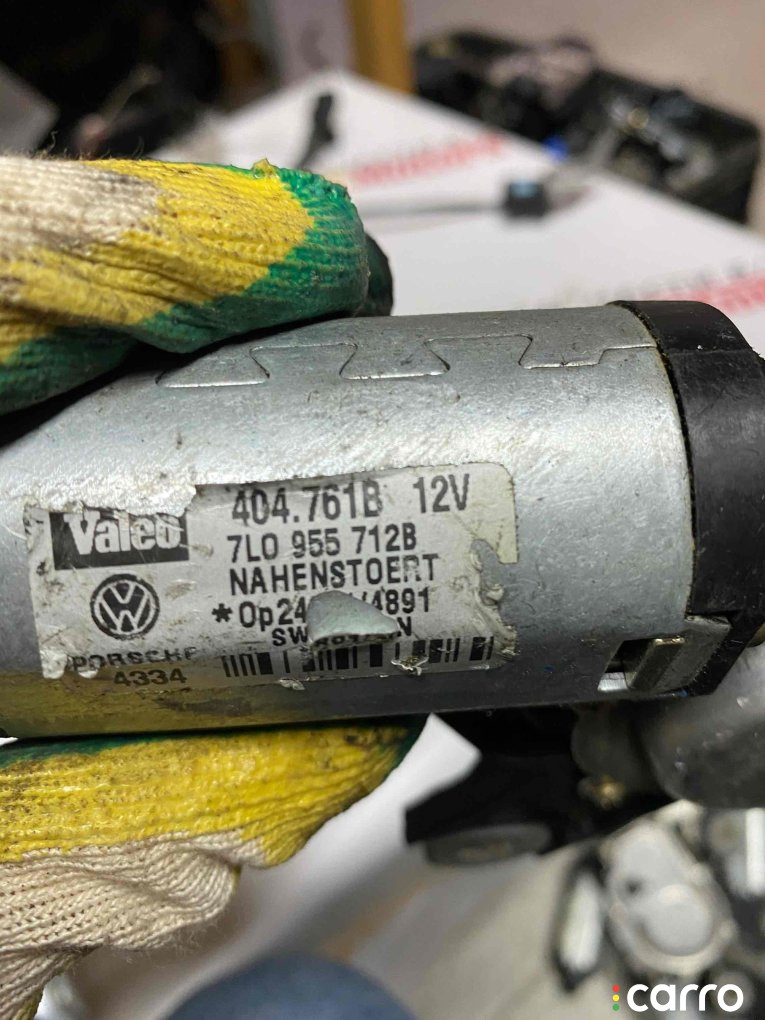 Valeo
404.761B 12V
7L0 955 712B
NAHENSTOERT
PORSCHE
4334
carro